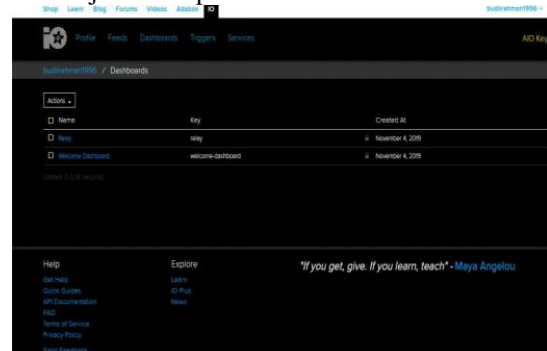 Shop Learn Blog Forums Videos Adabox IO
Profile Feeds Dashboards Triggers Services
AIO Key
/ Dashboards
Actions
Name Key Created At
Relay relay November 4, 2019
Welcome Dashboard welcome-dashboard November 4, 2019
Help Explore "If you get, give. If you learn, teach" - Maya Angelou
Get Help Learn
Quick Guides IO Plus
API Documentation News
FAQ
Terms of Service
Privacy Policy
Send Feedback